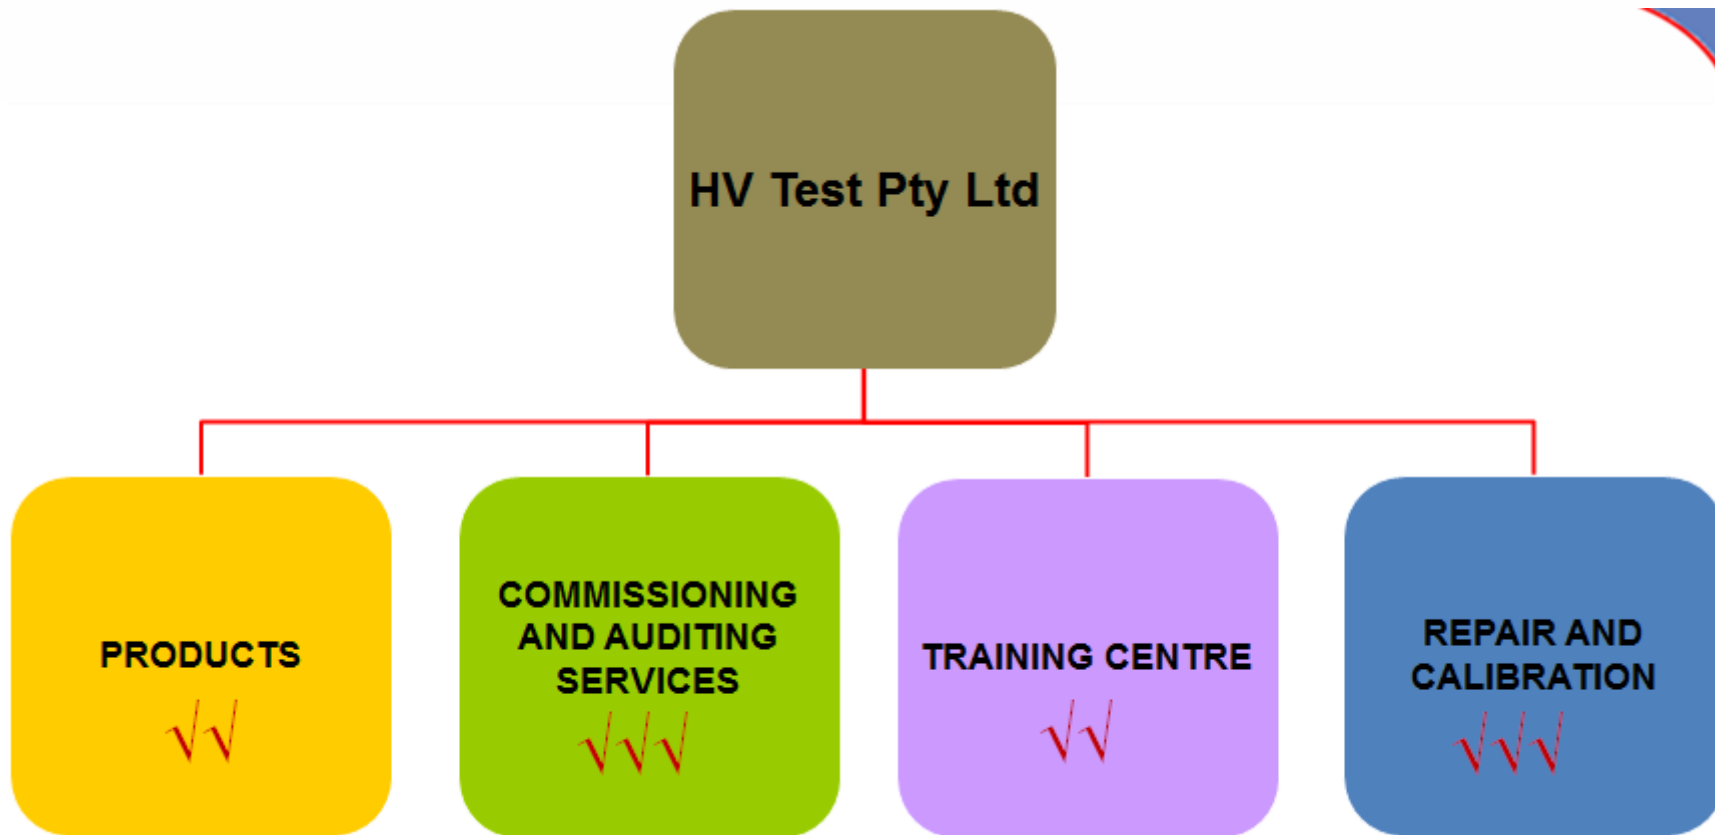 HV Test Pty Ltd
PRODUCTS
√√
COMMISSIONING
AND AUDITING
SERVICES
√√√
TRAINING CENTRE
√√
REPAIR AND
CALIBRATION
√√√